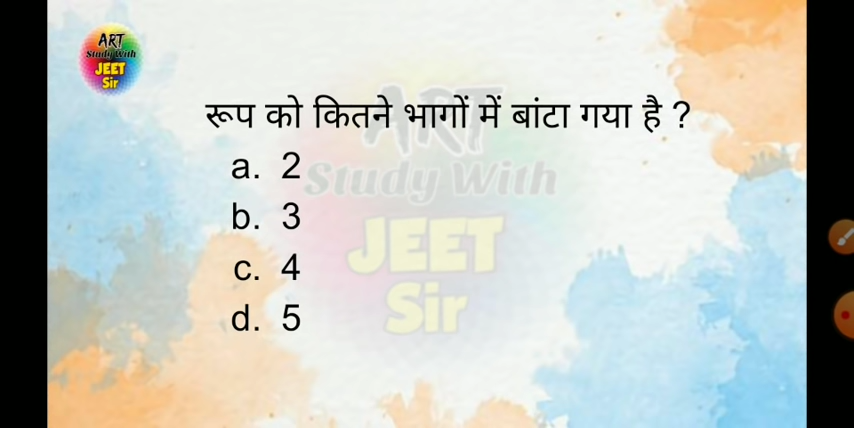 ART
Study With
JEET
Sir
रूप को कितने भागों में बांटा गया है ?
a. 2
b. 3
c. 4
d. 5
ART
Study With
JEET
Sir